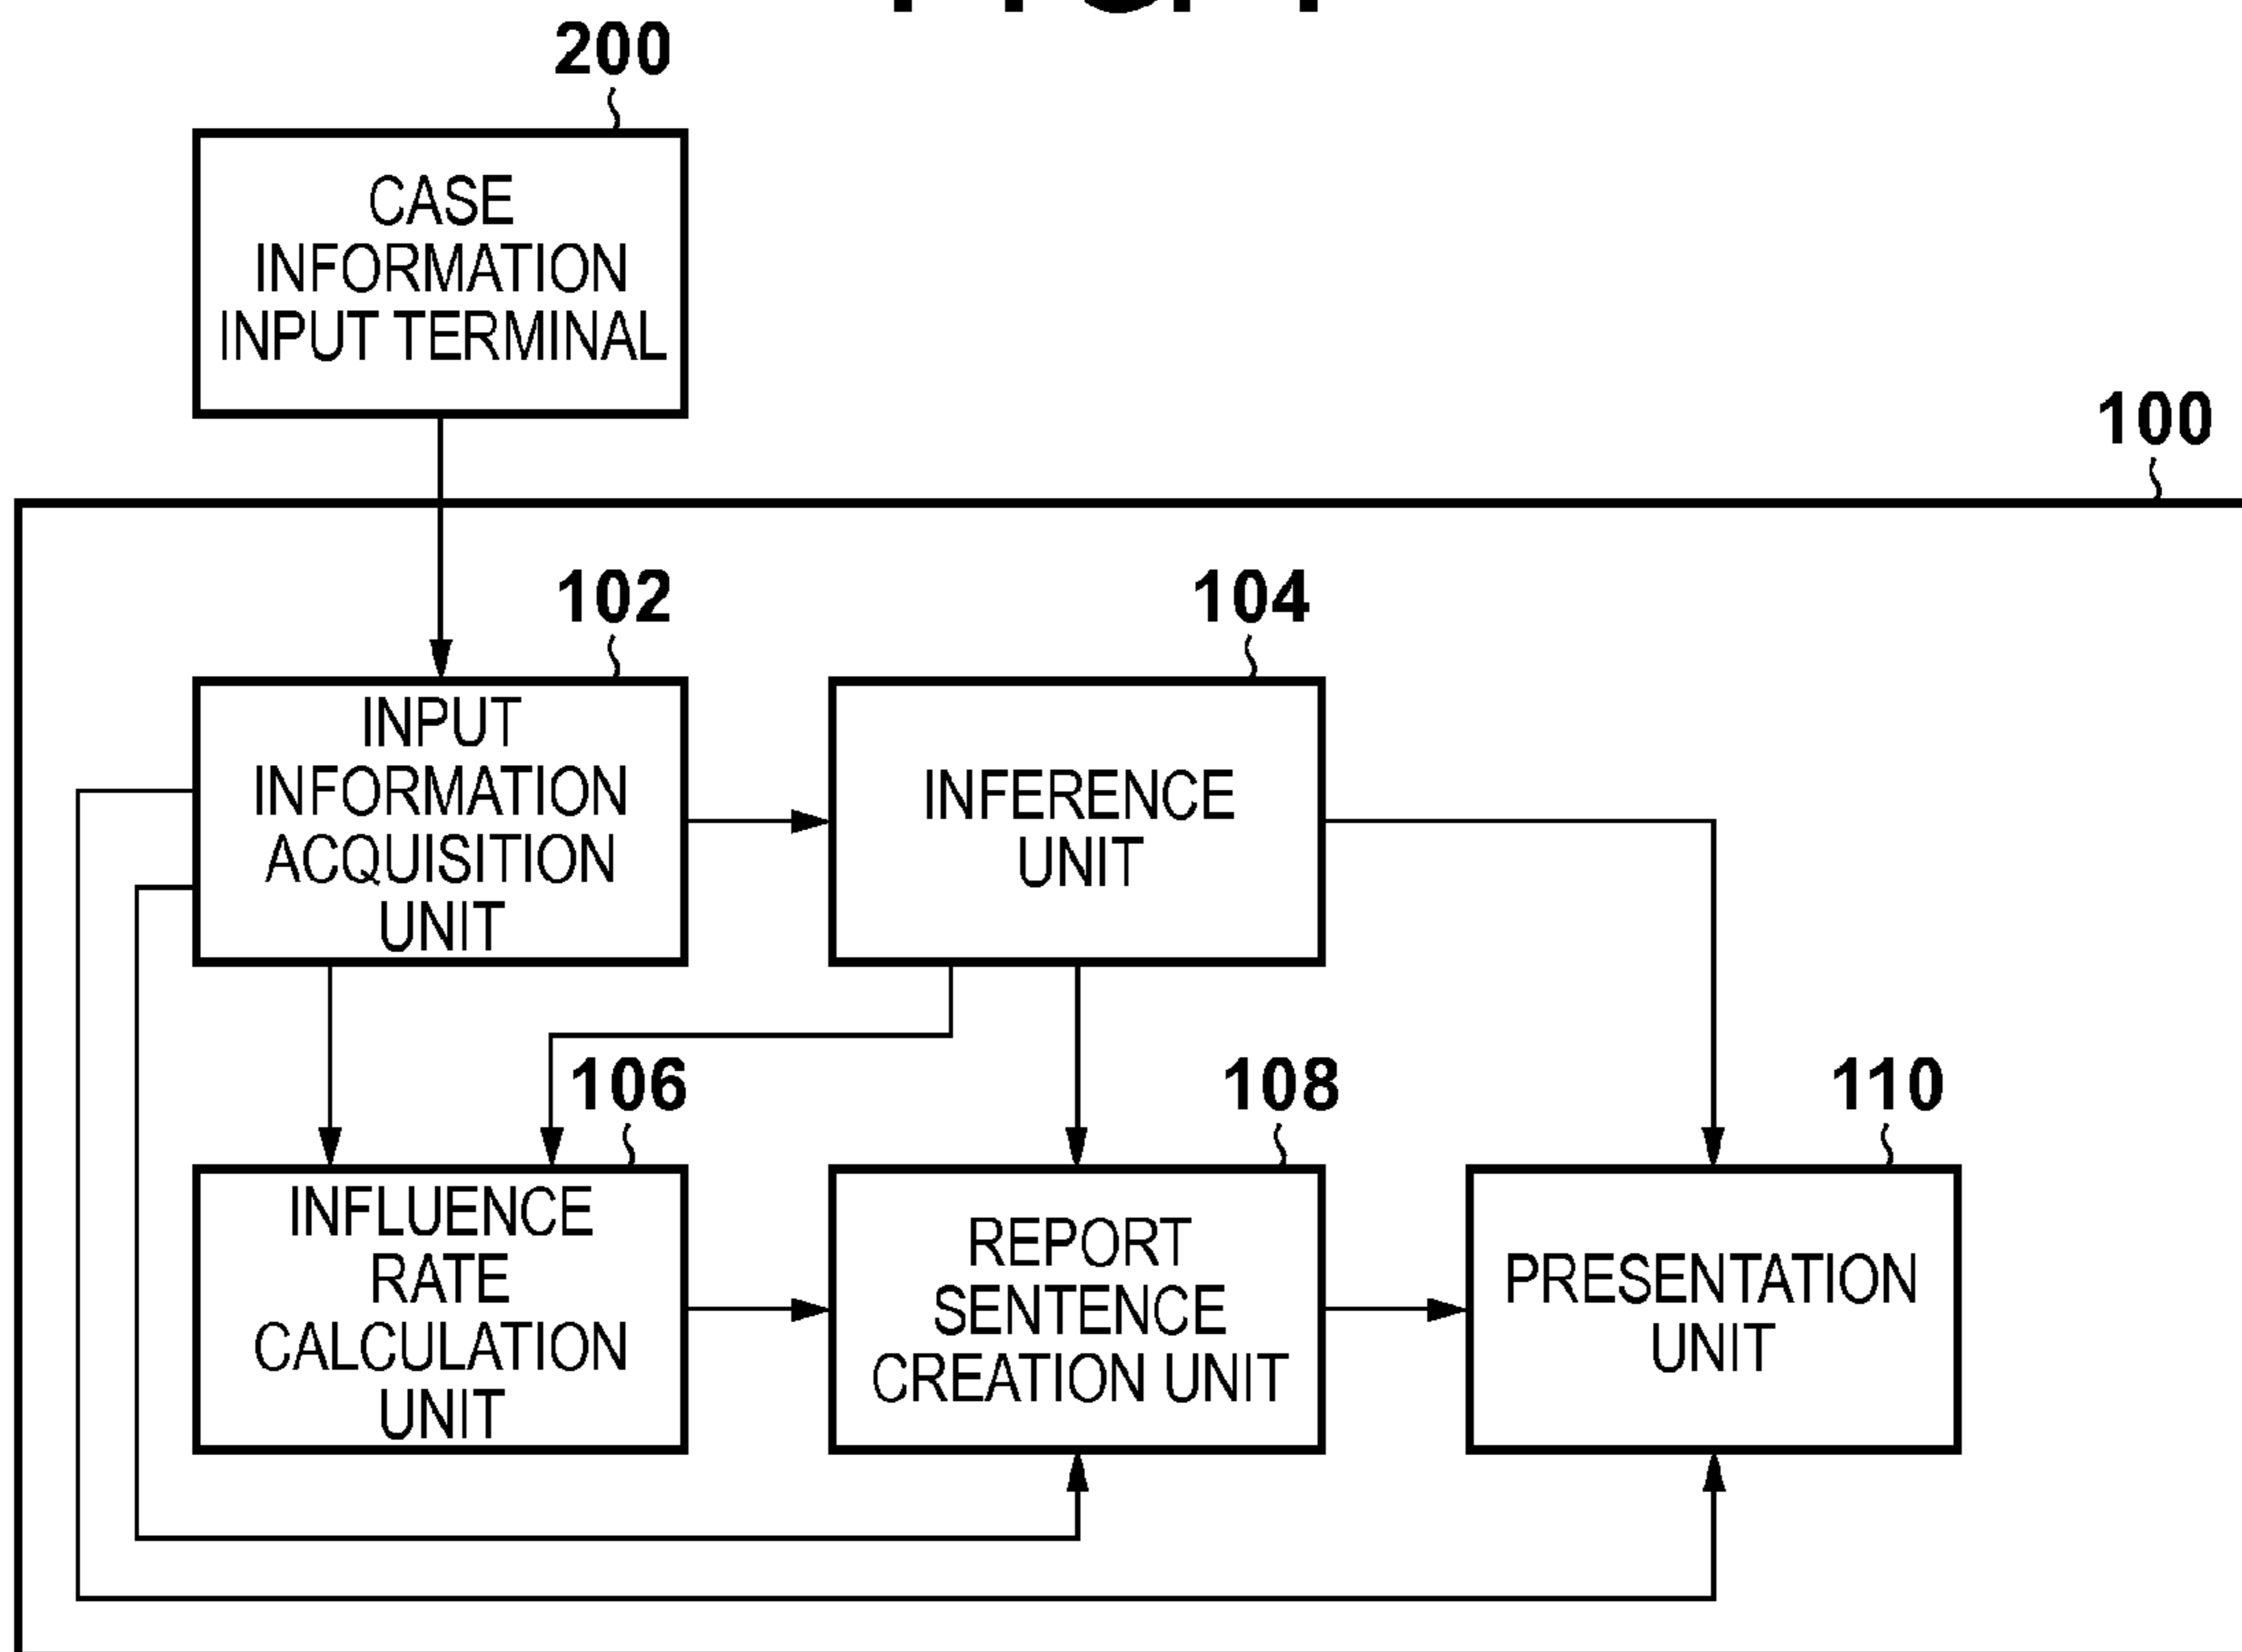 200
CASE
INFORMATION
INPUT TERMINAL
100
102
INPUT
INFORMATION
ACQUISITION
UNIT
104
INFERENCE
UNIT
106
INFLUENCE
RATE
CALCULATION
UNIT
108
REPORT
SENTENCE
CREATION UNIT
110
PRESENTATION
UNIT